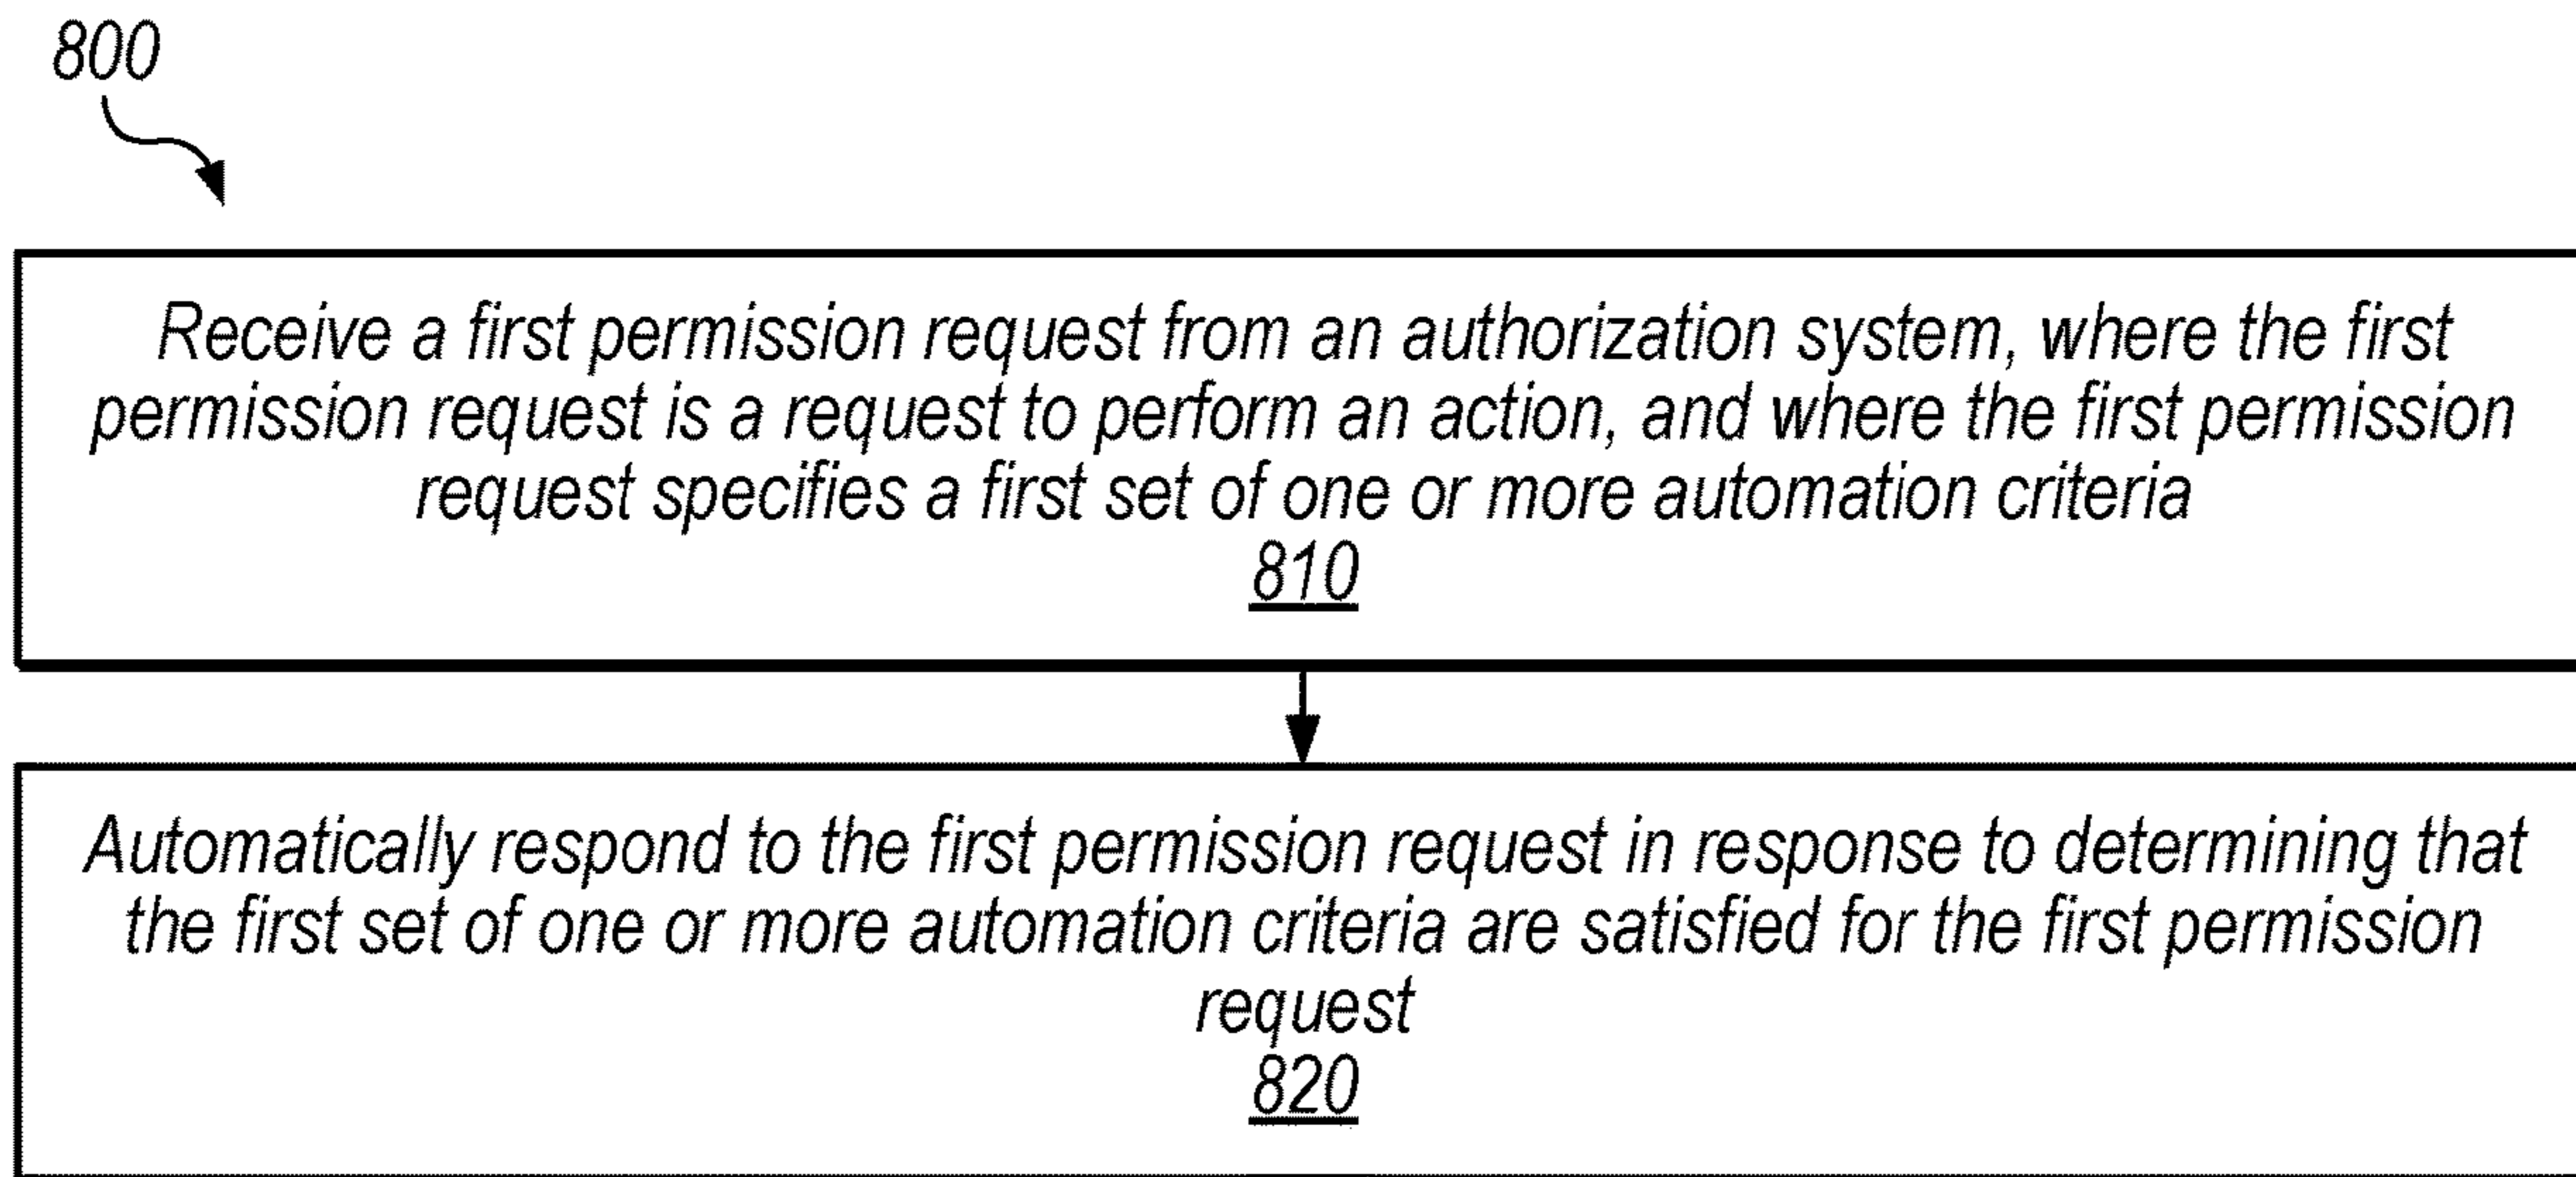 800
Receive a first permission request from an authorization system, where the first
permission request is a request to perform an action, and where the first permission
request specifies a first set of one or more automation criteria
810
Automatically respond to the first permission request in response to determining that
the first set of one or more automation criteria are satisfied for the first permission
request
820